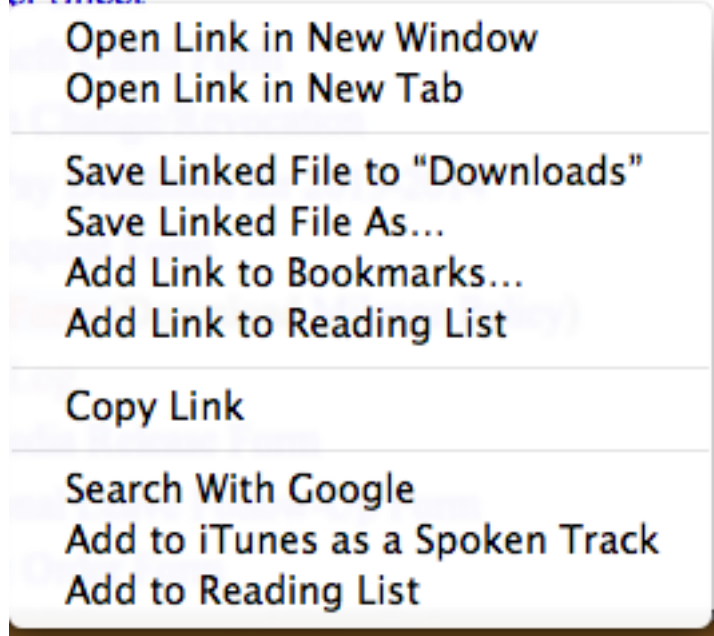 Open Link in New Window
Open Link in New Tab
Save Linked File to “Downloads”
Save Linked File As...
Add Link to Bookmarks...
Add Link to Reading List
Copy Link
Search With Google
Add to iTunes as a Spoken Track
Add to Reading List